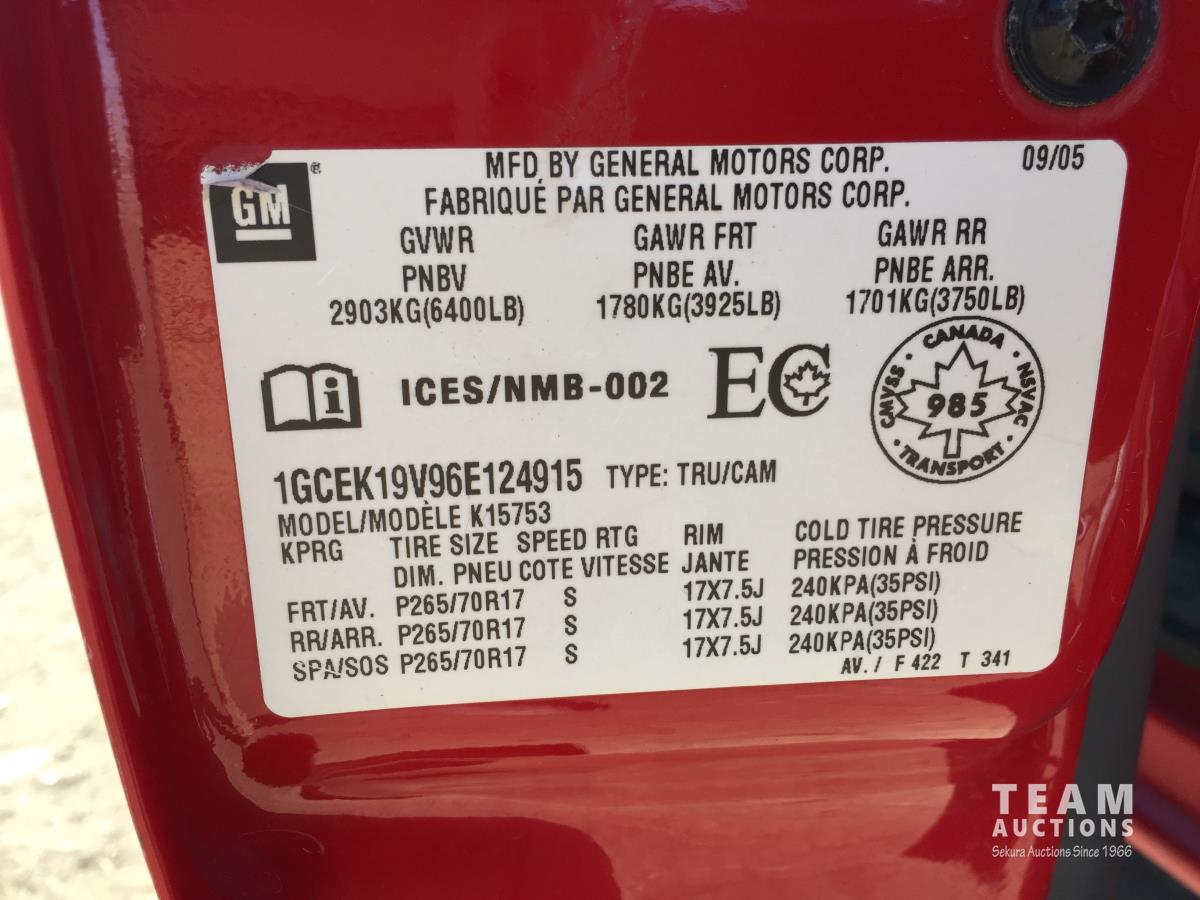 TEAM
GM ®
MFD BY GENERAL MOTORS CORP. 09/05
FABRIQUÉ PAR GENERAL MOTORS CORP.
GVWR GAWR FRT GAWR RR
PNBV PNBE AV. PNBE ARR.
2903KG(6400LB) 1780KG(3925LB) 1701KG(3750LB)
i ICES/NMB-002 EC
CANADA
CMVSS 985 NSVAC
TRANSPORT
1GCEK19V96E124915 TYPE: TRU/CAM
MODEL/MODÈLE K15753
KPRG TIRE SIZE SPEED RTG RIM COLD TIRE PRESSURE
DIM. PNEU COTE VITESSE JANTE PRESSION À FROID
FRT/AV. P265/70R17 S 17X7.5J 240KPA(35PSI)
RR/ARR. P265/70R17 S 17X7.5J 240KPA(35PSI)
SPA/SOS P265/70R17 S 17X7.5J 240KPA(35PSI)
AV. / F 422 T 341
TEAM
AUCTIONS
Sekura Auctions Since 1966